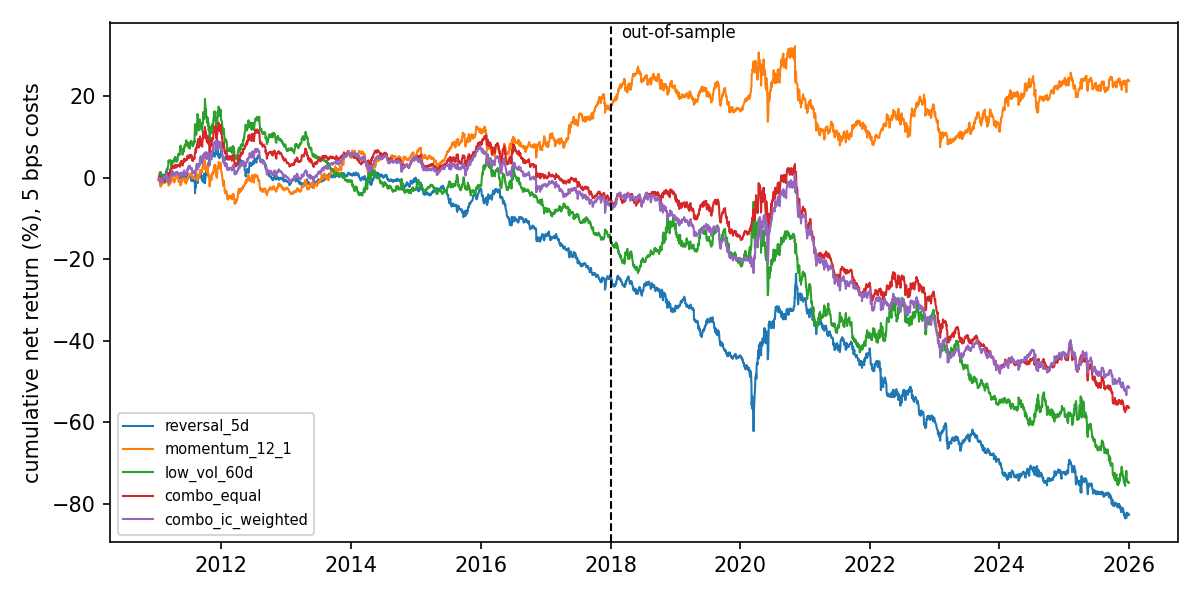 out-of-sample
cumulative net return (%), 5 bps costs
20
0
−20
−40
−60
−80
reversal_5d
momentum_12_1
low_vol_60d
combo_equal
combo_ic_weighted
2012
2014
2016
2018
2020
2022
2024
2026